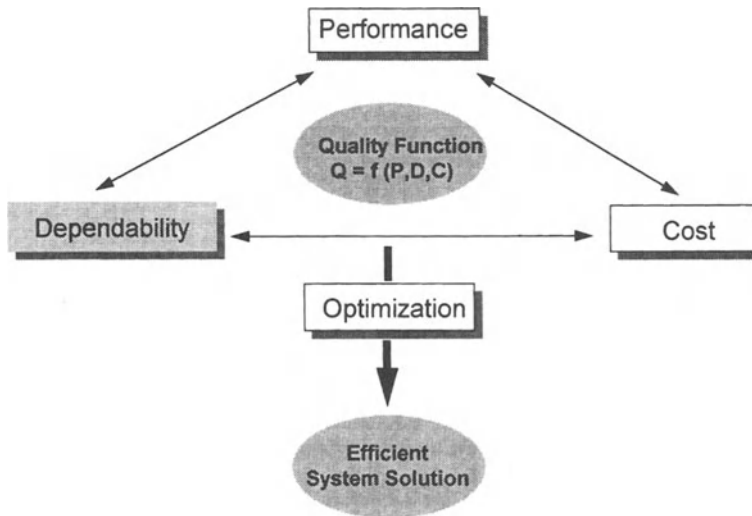 Performance
Quality Function
Q = f (P,D,C)
Dependability
Cost
Optimization
Efficient
System Solution